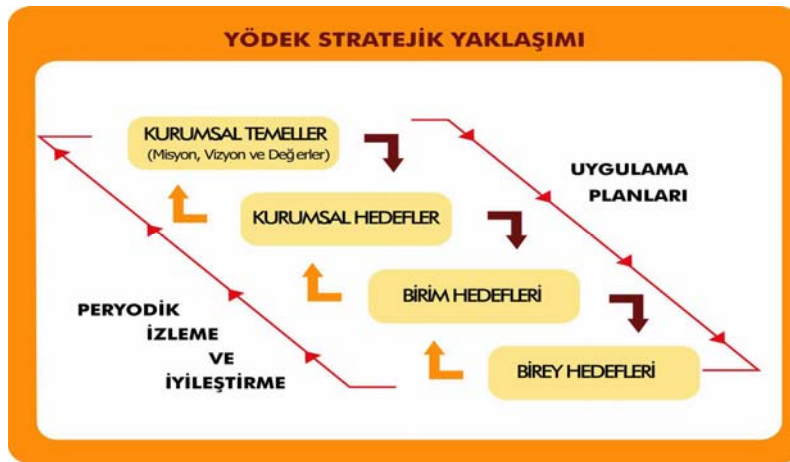 YÖDEK STRATEJİK YAKLAŞIMI
KURUMSAL TEMELLER
(Misyon, Vizyon ve Değerler)
UYGULAMA
PLANLARI
KURUMSAL HEDEFLER
BİRİM HEDEFLERİ
PERYODİK
İZLEME
VE
İYİLEŞTİRME
BİREY HEDEFLERİ